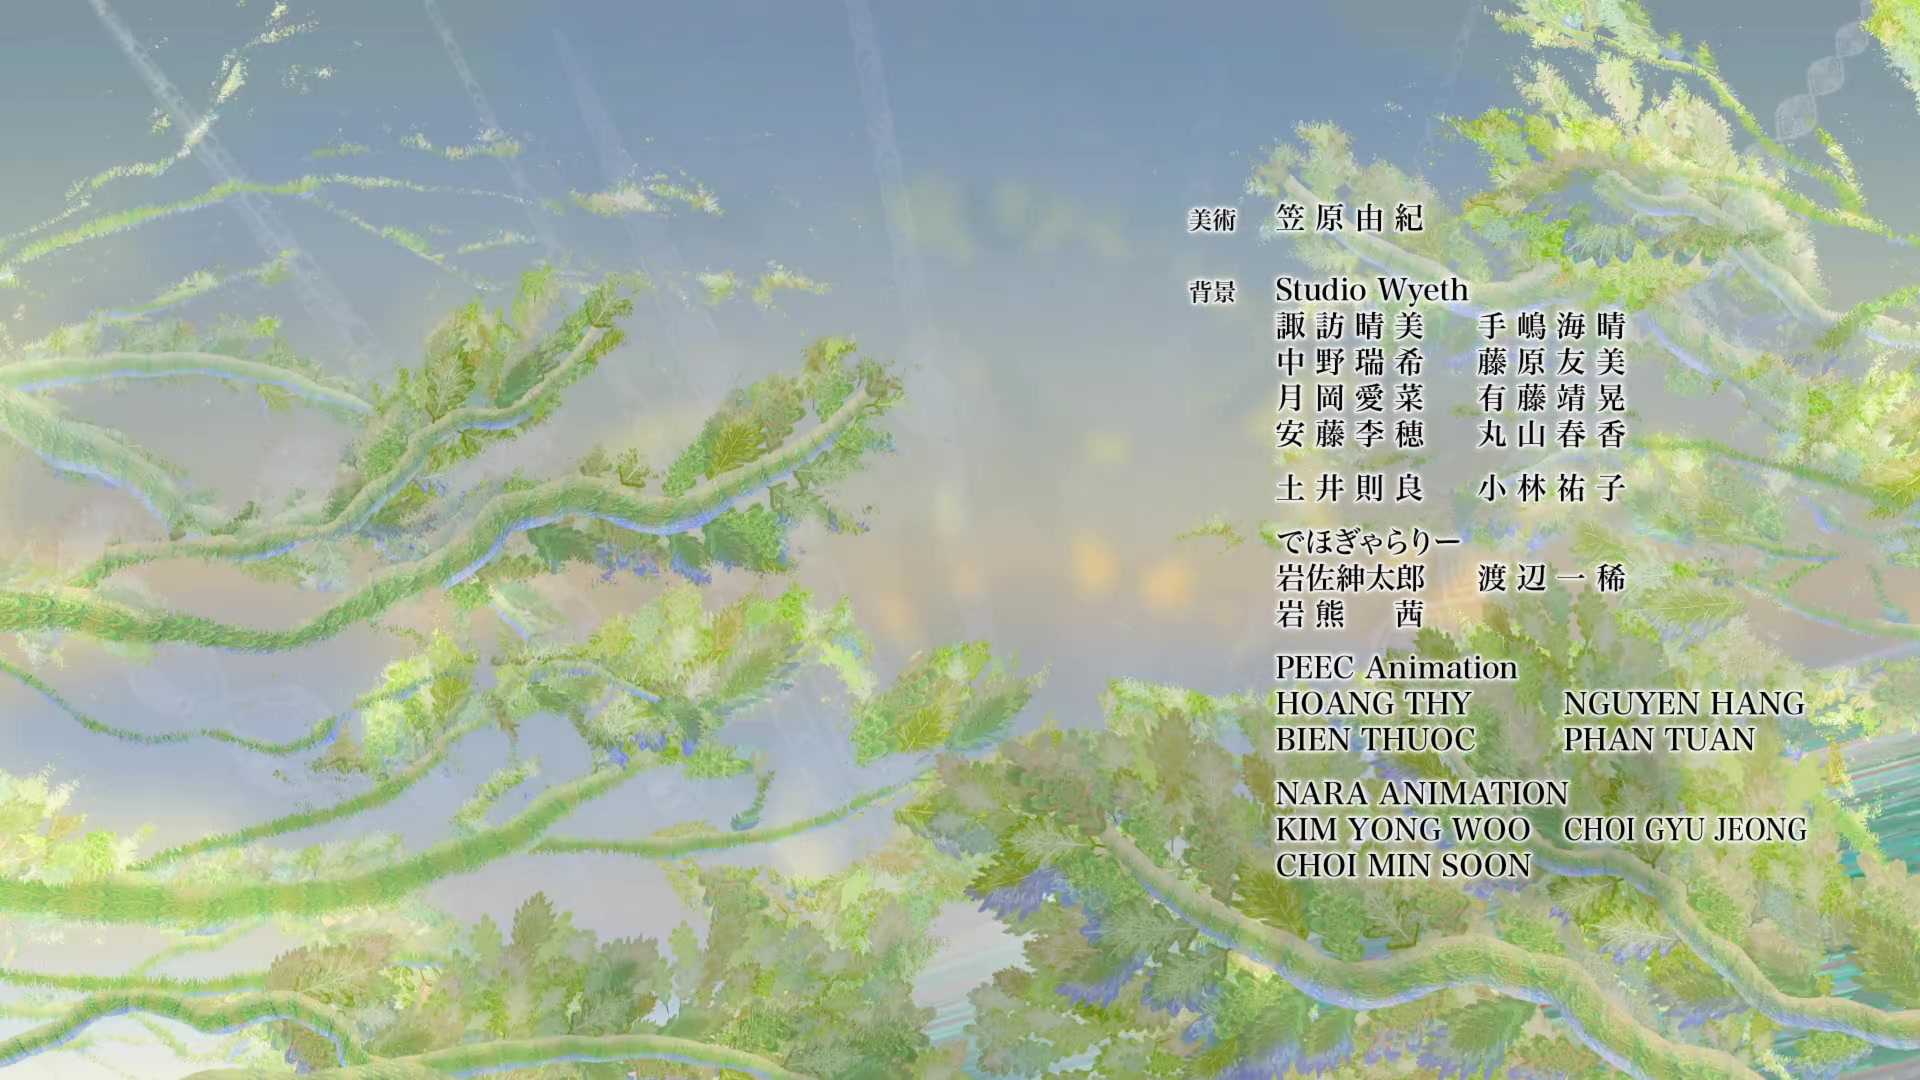 美術 笠原由紀
背景 Studio Wyeth
諏訪晴美 手嶋海晴
中野瑞希 藤原友美
月岡愛菜 有藤靖晃
安藤李穂 丸山春香
土井則良 小林祐子
でほぎゃらりー
岩佐紳太郎 渡辺一稀
岩熊 茜
PEEC Animation
HOANG THY NGUYEN HANG
BIEN THUOC PHAN TUAN
NARA ANIMATION
KIM YONG WOO CHOI GYU JEONG
CHOI MIN SOON